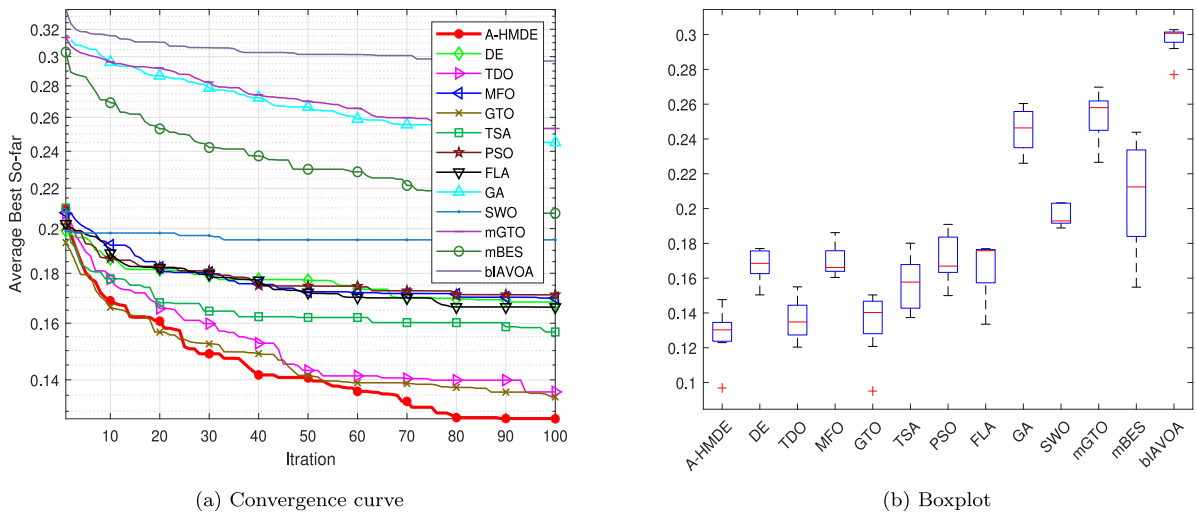 0.32
0.3
0.28
0.26
0.24
0.22
0.2
0.18
0.16
0.14
Average Best So-far
10 20 30 40 50 60 70 80 90 100
Itration
A-HMDE
DE
TDO
MFO
GTO
TSA
PSO
FLA
GA
SWO
mGTO
mBES
bIAVOA
(a) Convergence curve
0.3
0.28
0.26
0.24
0.22
0.2
0.18
0.16
0.14
0.12
0.1
A-HMDE DE TDO MFO GTO TSA PSO FLA GA SWO mGTO mBES bIAVOA
(b) Boxplot